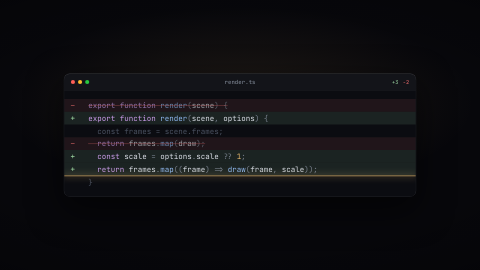 render.ts
+3 -2
- export function render(scene) {
+ export function render(scene, options) {
const frames = scene.frames;
- return frames.map(draw);
+ const scale = options.scale ?? 1;
+ return frames.map((frame) => draw(frame, scale));
}